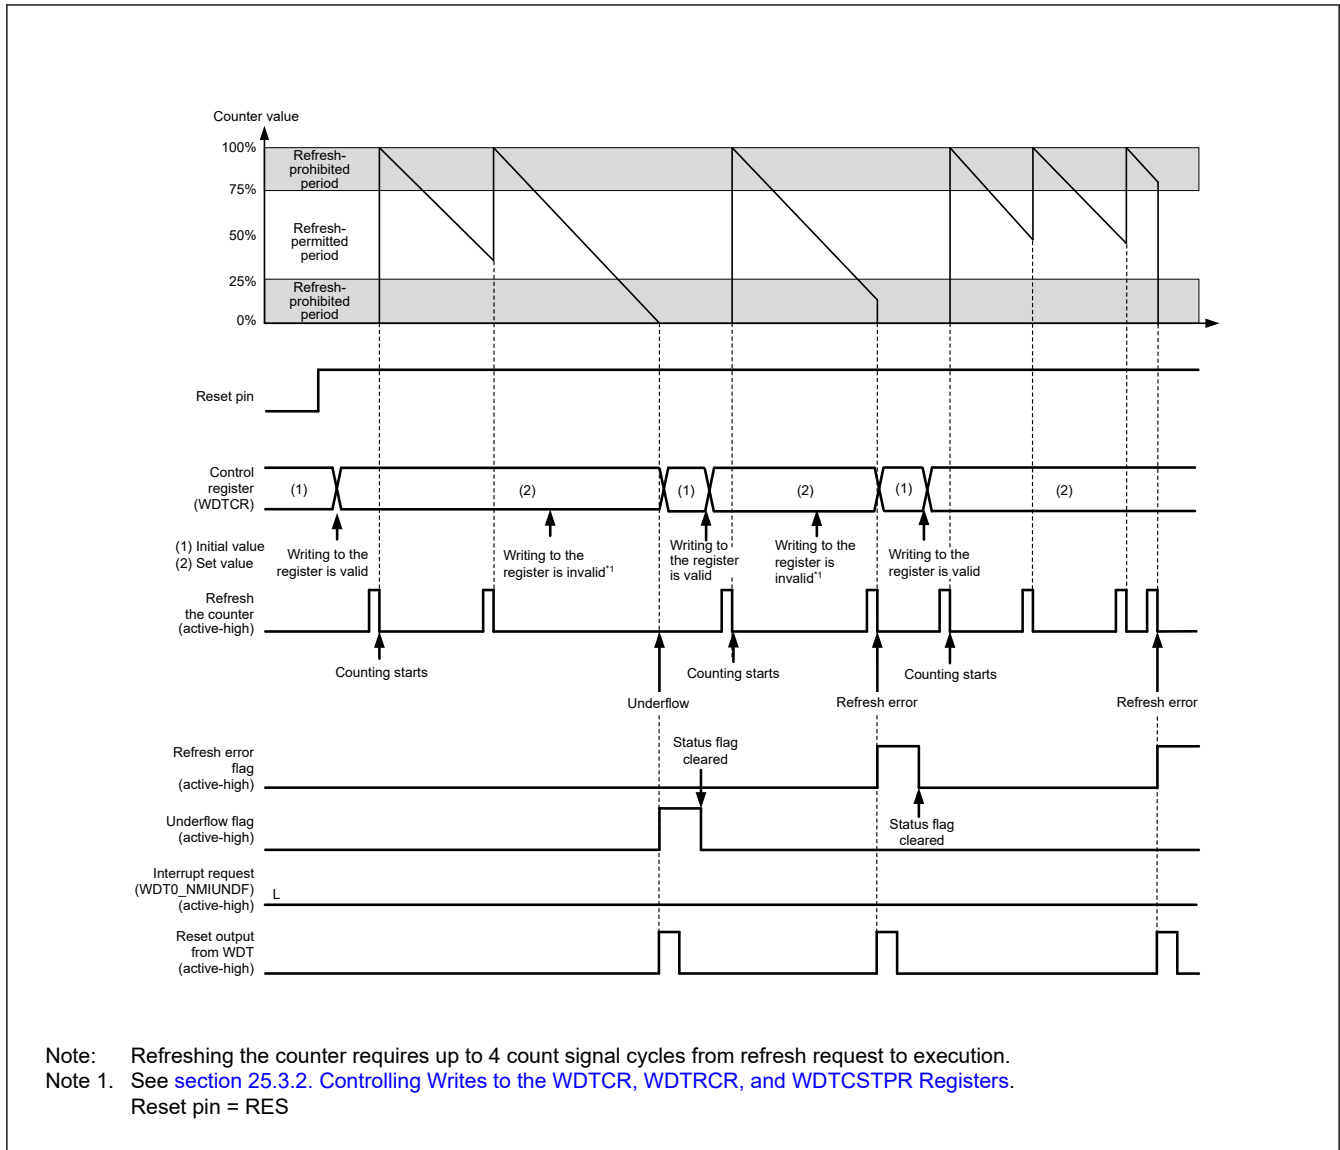 Counter value
100%
Refresh-
prohibited
period
75%
50%
Refresh-
permitted
period
25%
Refresh-
prohibited
period
0%
Reset pin
Control
register
(WDTCR)
(1)
(2)
(1)
(2)
(1)
(2)
(1) Initial value
(2) Set value
Writing to the
register is valid
Writing to the
register is invalid*1
Writing to
the register
is valid
Writing to the
register is
invalid*1
Writing to the
register is valid
Refresh
the counter
(active-high)
Counting starts
Counting starts
Counting starts
Underflow
Refresh error
Refresh error
Refresh error
flag
(active-high)
Status flag
cleared
Status flag
cleared
Underflow flag
(active-high)
Interrupt request
(WDT0_NMIUNDF)
(active-high)
L
Reset output
from WDT
(active-high)
Note: Refreshing the counter requires up to 4 count signal cycles from refresh request to execution.
Note 1. See section 25.3.2. Controlling Writes to the WDTCR, WDTRCR, and WDTCSTPR Registers.
Reset pin = RES